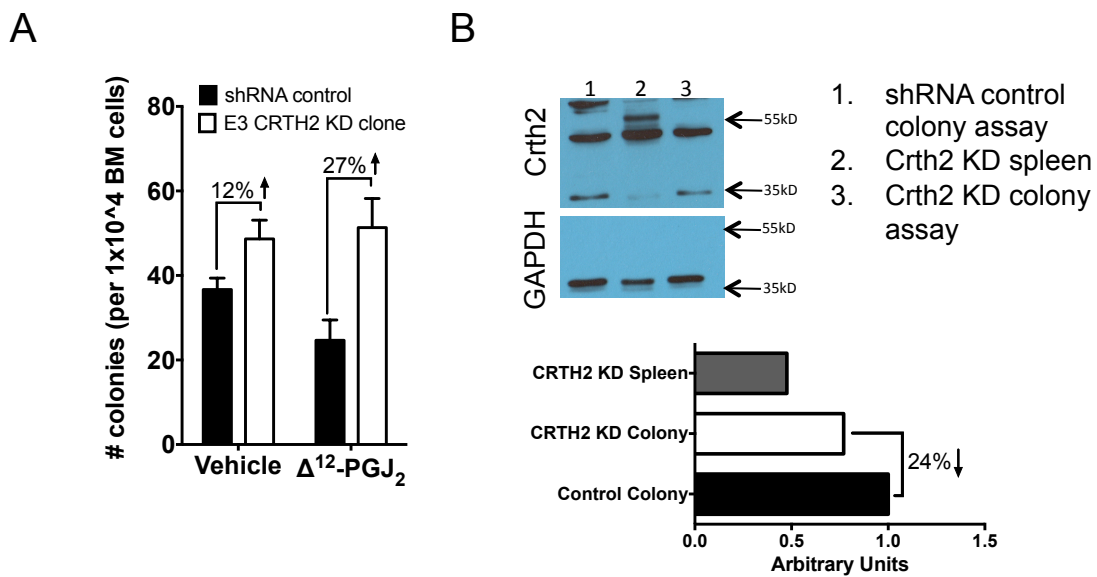 A
# colonies (per 1x10^4 BM cells)
80
60
40
20
0
shRNA control
E3 CRTH2 KD clone
12%
27%
Vehicle
Δ¹²-PGJ₂
B
1 2 3
Crth2
55kD
35kD
GAPDH
55kD
35kD
1. shRNA control
colony assay
2. Crth2 KD spleen
3. Crth2 KD colony
assay
CRTH2 KD Spleen
CRTH2 KD Colony
Control Colony
24%
0.0 0.5 1.0 1.5
Arbitrary Units